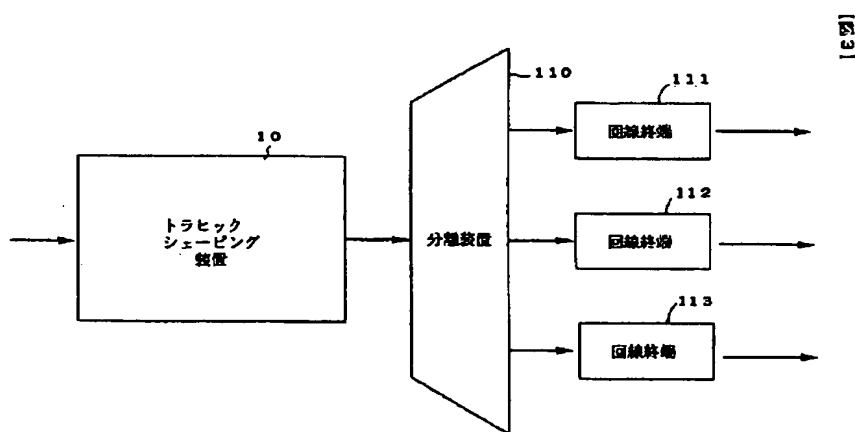 【図3】
10
トラヒック
シェーピング
装置
110
分離装置
111
回線終端
112
回線終端
113
回線終端